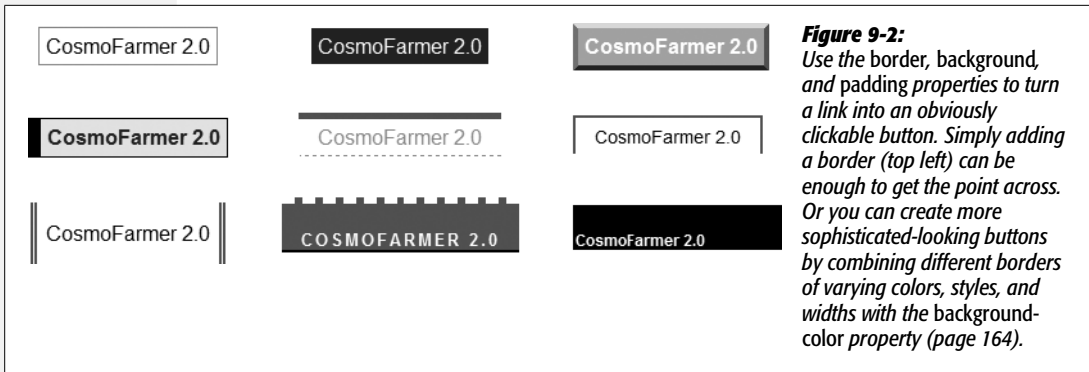 CosmoFarmer 2.0
CosmoFarmer 2.0
CosmoFarmer 2.0
CosmoFarmer 2.0
CosmoFarmer 2.0
CosmoFarmer 2.0
CosmoFarmer 2.0
COSMOFARMER 2.0
CosmoFarmer 2.0
Figure 9-2:
Use the border, background,
and padding properties to turn
a link into an obviously
clickable button. Simply adding
a border (top left) can be
enough to get the point across.
Or you can create more
sophisticated-looking buttons
by combining different borders
of varying colors, styles, and
widths with the background-
color property (page 164).